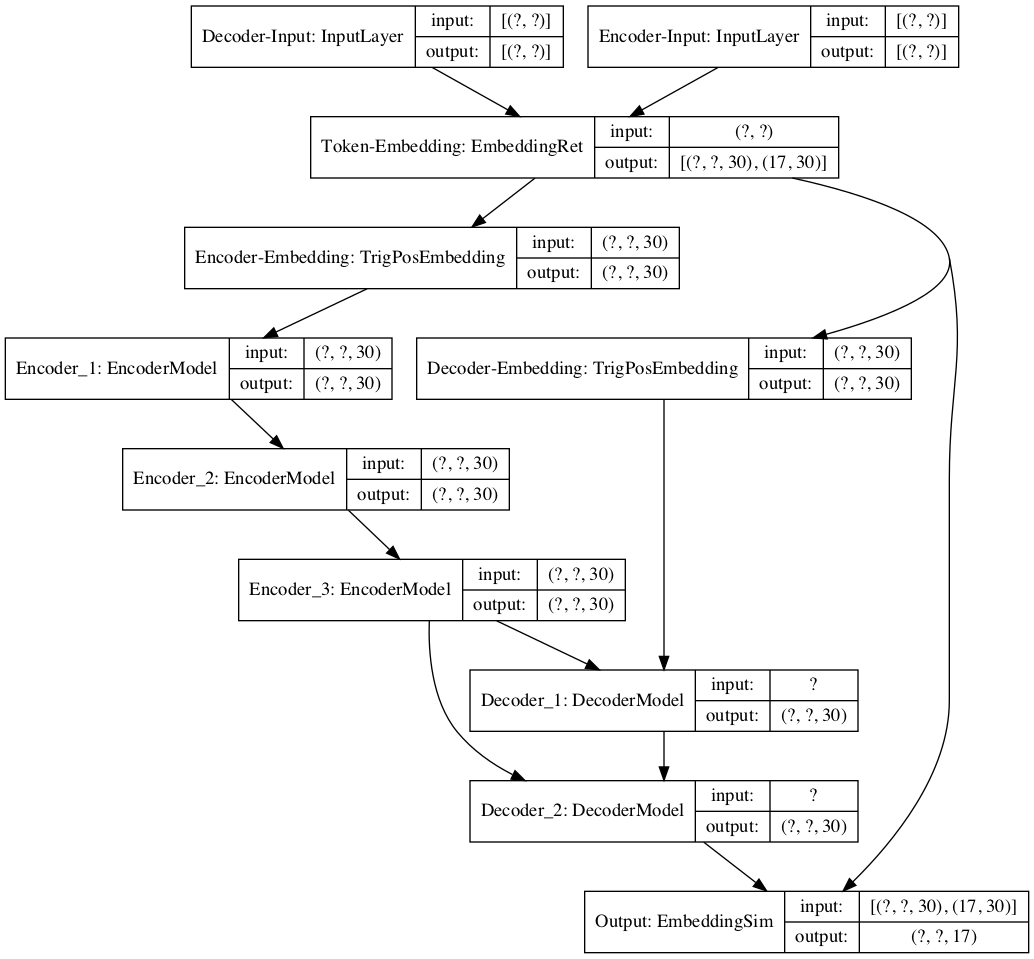 Decoder-Input: InputLayer
input: [(?, ?)]
output: [(?, ?)]
Encoder-Input: InputLayer
input: [(?, ?)]
output: [(?, ?)]
Token-Embedding: EmbeddingRet
input: (?, ?)
output: [(?, ?, 30), (17, 30)]
Encoder-Embedding: TrigPosEmbedding
input: (?, ?, 30)
output: (?, ?, 30)
Encoder_1: EncoderModel
input: (?, ?, 30)
output: (?, ?, 30)
Decoder-Embedding: TrigPosEmbedding
input: (?, ?, 30)
output: (?, ?, 30)
Encoder_2: EncoderModel
input: (?, ?, 30)
output: (?, ?, 30)
Encoder_3: EncoderModel
input: (?, ?, 30)
output: (?, ?, 30)
Decoder_1: DecoderModel
input: ?
output: (?, ?, 30)
Decoder_2: DecoderModel
input: ?
output: (?, ?, 30)
Output: EmbeddingSim
input: [(?, ?, 30), (17, 30)]
output: (?, ?, 17)